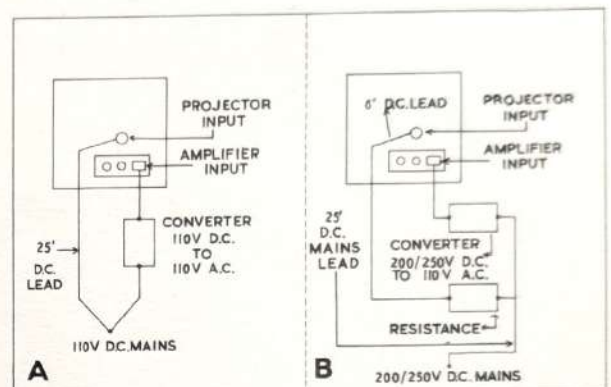 PROJECTOR
INPUT
AMPLIFIER
INPUT
CONVERTER
110V D.C.
TO
110V A.C.
25'
D.C.
LEAD
110V D.C. MAINS
A
6' D.C. LEAD
PROJECTOR
INPUT
AMPLIFIER
INPUT
25'
D.C.
MAINS
LEAD
CONVERTER
200/250V D.C.
TO 110V A.C.
RESISTANCE
200/250V D.C. MAINS
B